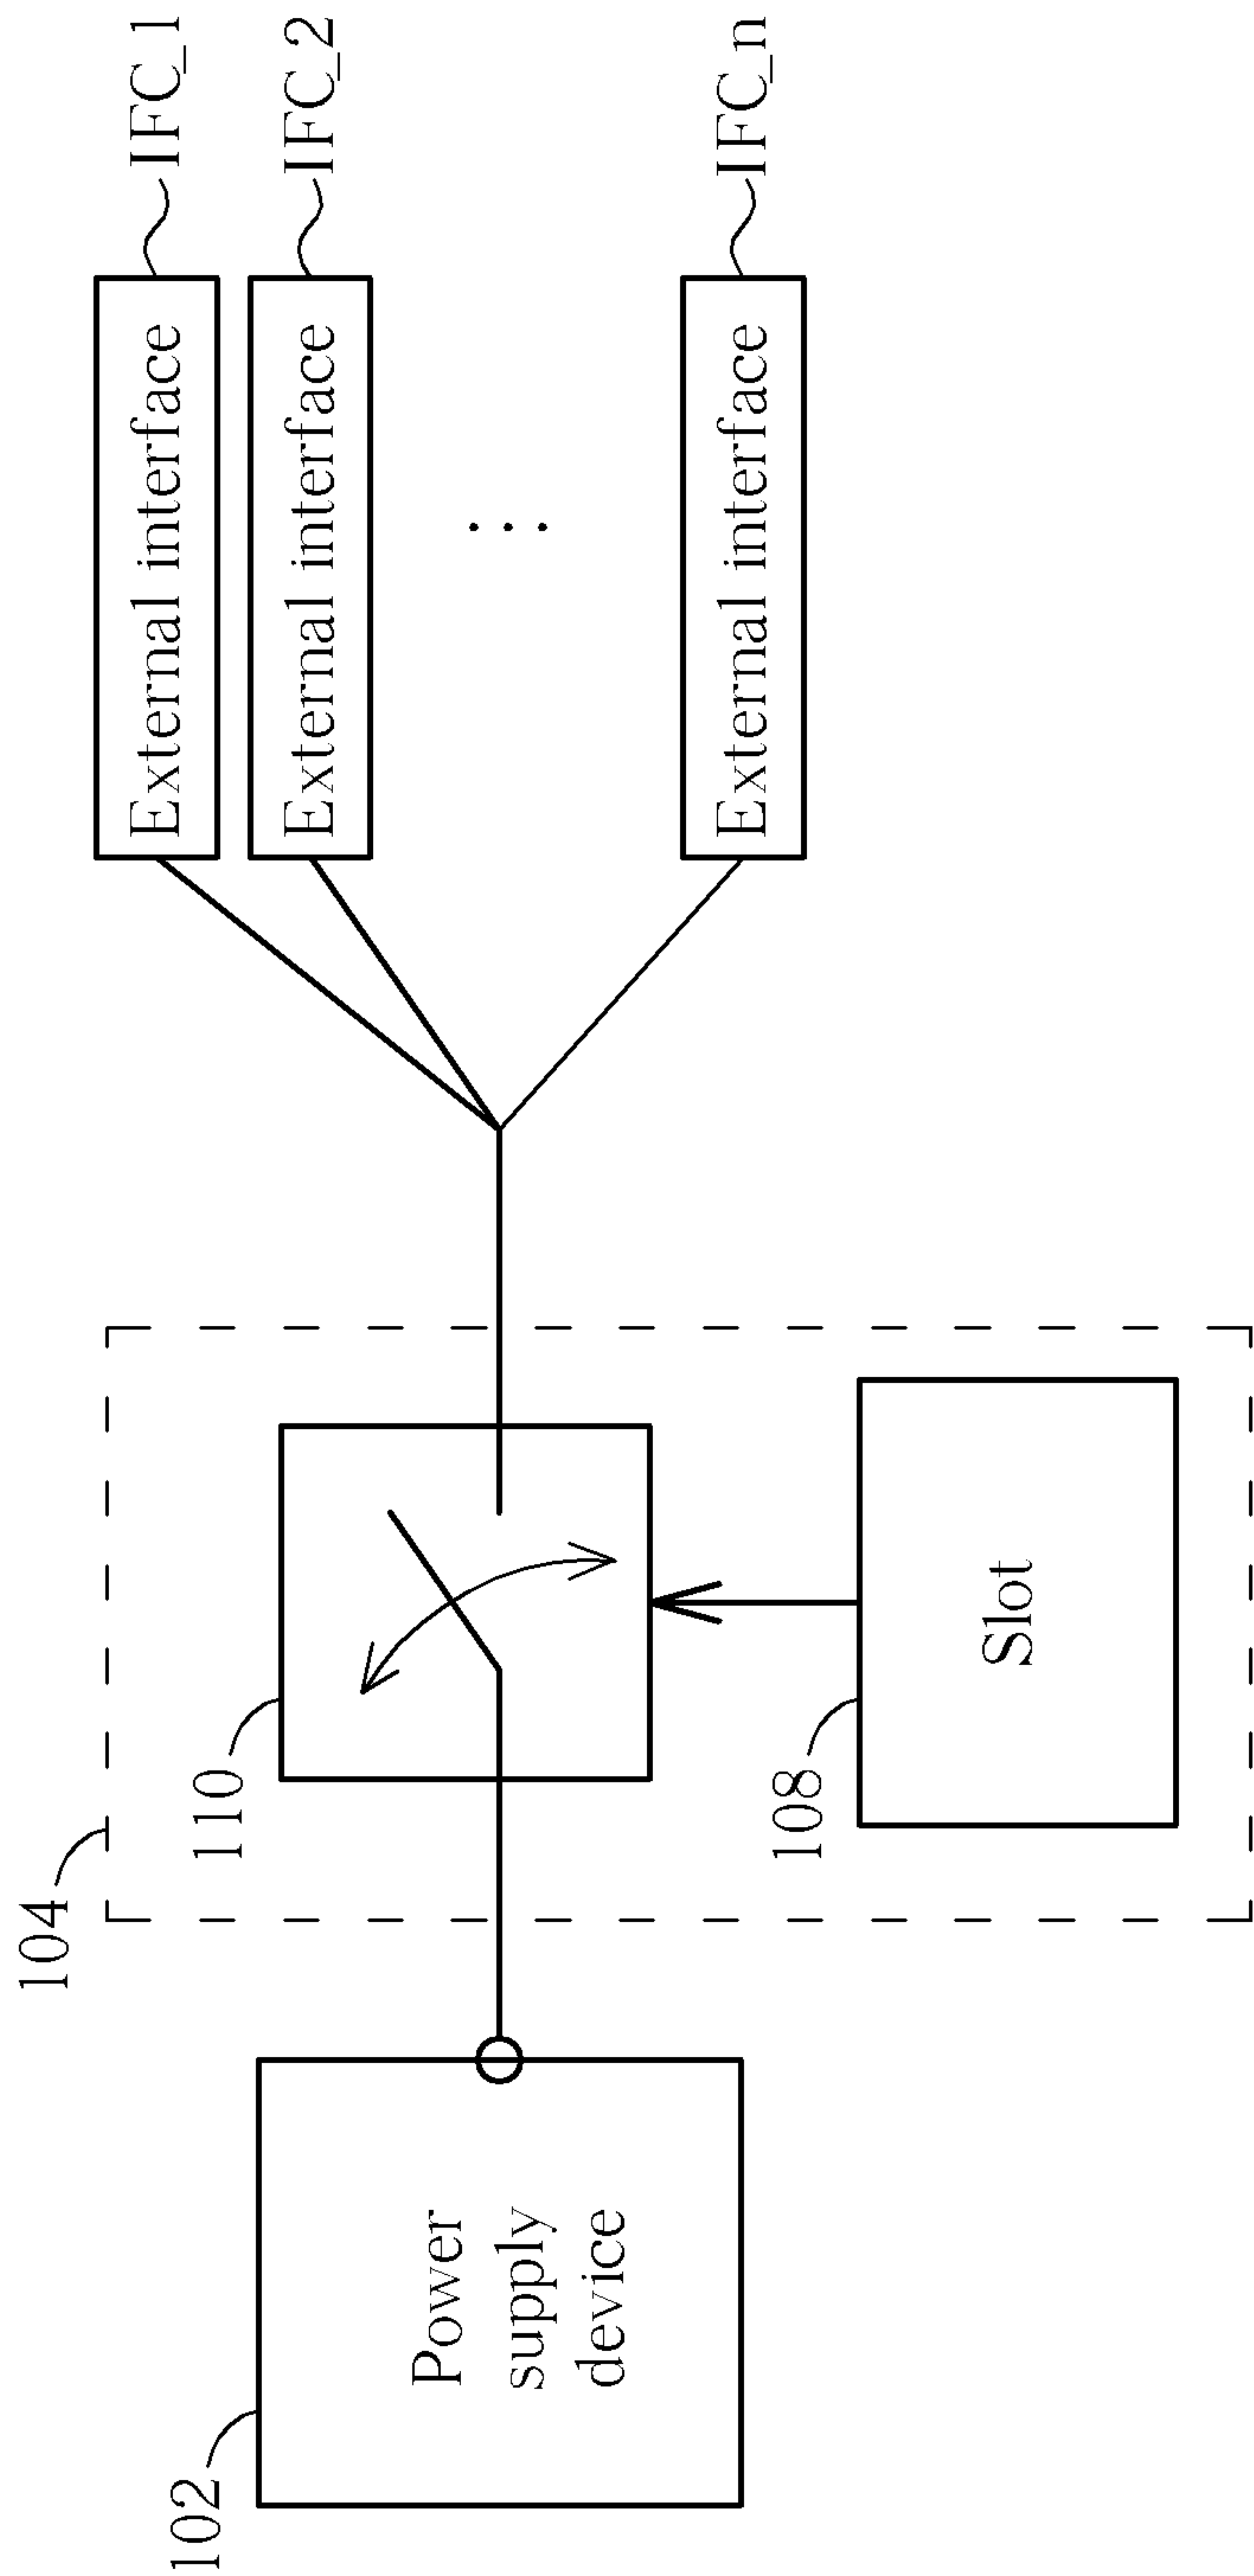 104
102
Power
supply
device
110
108
Slot
External interface
IFC_1
External interface
IFC_2
...
External interface
IFC_n